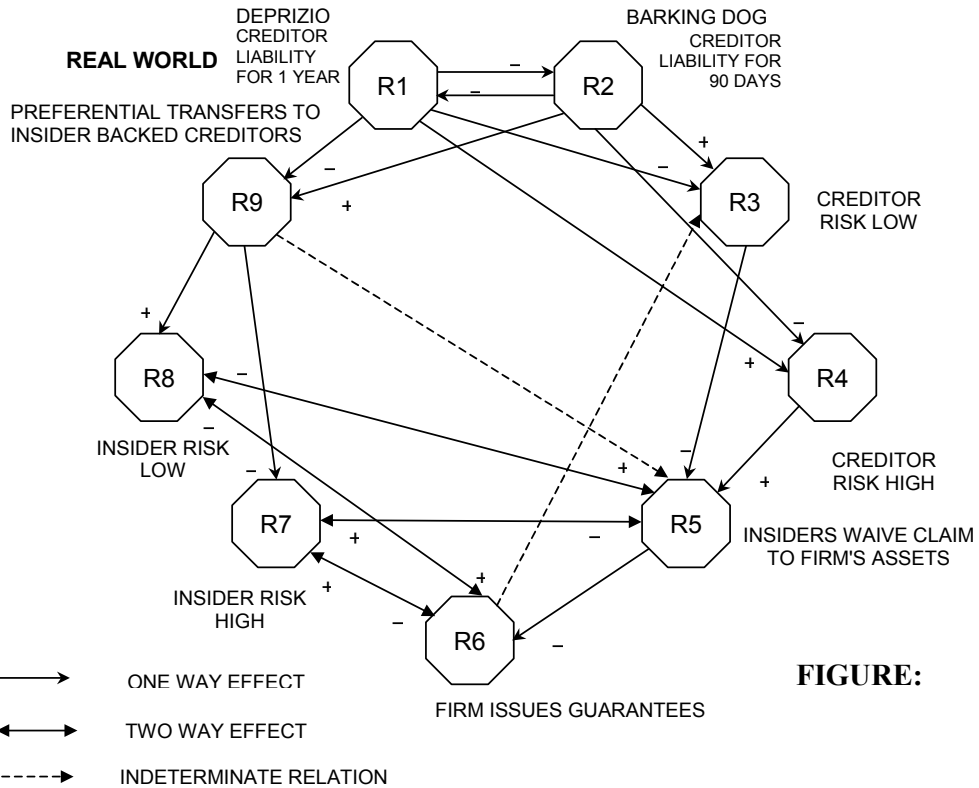 DEPRIZIO
CREDITOR
LIABILITY
FOR 1 YEAR
BARKING DOG
CREDITOR
LIABILITY FOR
90 DAYS
REAL WORLD
R1
–
–
R2
PREFERENTIAL TRANSFERS TO
INSIDER BACKED CREDITORS
+
–
–
+
R9
R3
CREDITOR
RISK LOW
+
–
+
R8
–
R4
–
INSIDER RISK
LOW
–
+
–
+
CREDITOR
RISK HIGH
R7
+
–
R5
INSIDERS WAIVE CLAIM
TO FIRM'S ASSETS
INSIDER RISK
HIGH
+
–
+
R6
–
FIRM ISSUES GUARANTEES
FIGURE:
ONE WAY EFFECT
TWO WAY EFFECT
INDETERMINATE RELATION